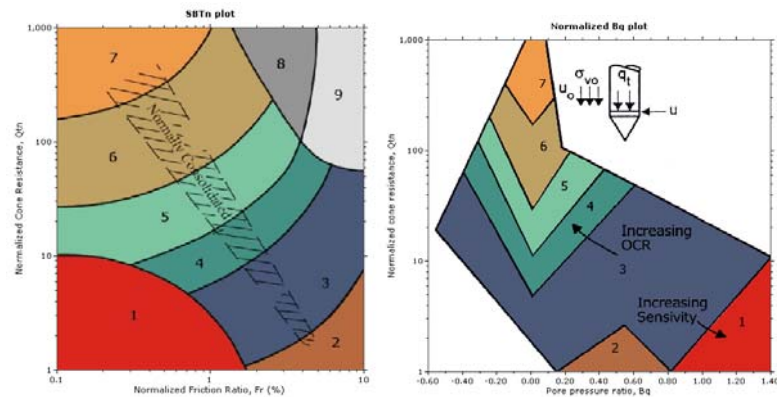 SBTn plot
1,000
100
10
1
Normalized Cone Resistance, Qtn
7
8
9
6
5
4
3
1
2
Normally Consolidated
0.1
1
10
Normalized Friction Ratio, Fr (%)
Normalized Bq plot
1,000
100
10
1
Normalized cone resistance, Qtn
σvo
uo
qt
u
7
6
5
4
Increasing
OCR
3
Increasing
Sensivity
1
2
-0.60 -0.40 -0.20 0.00 0.20 0.40 0.60 0.80 1.00 1.20 1.40
Pore pressure ratio, Bq